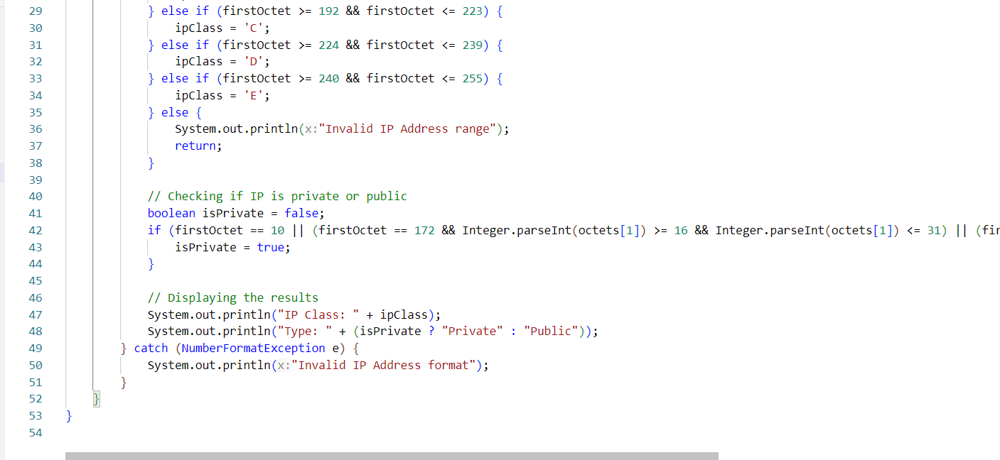 29 } else if (firstOctet >= 192 && firstOctet <= 223) {
30 ipClass = 'C';
31 } else if (firstOctet >= 224 && firstOctet <= 239) {
32 ipClass = 'D';
33 } else if (firstOctet >= 240 && firstOctet <= 255) {
34 ipClass = 'E';
35 } else {
36 System.out.println(x:"Invalid IP Address range");
37 return;
38 }
39
40 // Checking if IP is private or public
41 boolean isPrivate = false;
42 if (firstOctet == 10 || (firstOctet == 172 && Integer.parseInt(octets[1]) >= 16 && Integer.parseInt(octets[1]) <= 31) || (fir
43 isPrivate = true;
44 }
45
46 // Displaying the results
47 System.out.println("IP Class: " + ipClass);
48 System.out.println("Type: " + (isPrivate ? "Private" : "Public"));
49 } catch (NumberFormatException e) {
50 System.out.println(x:"Invalid IP Address format");
51 }
52 }
53 }
54